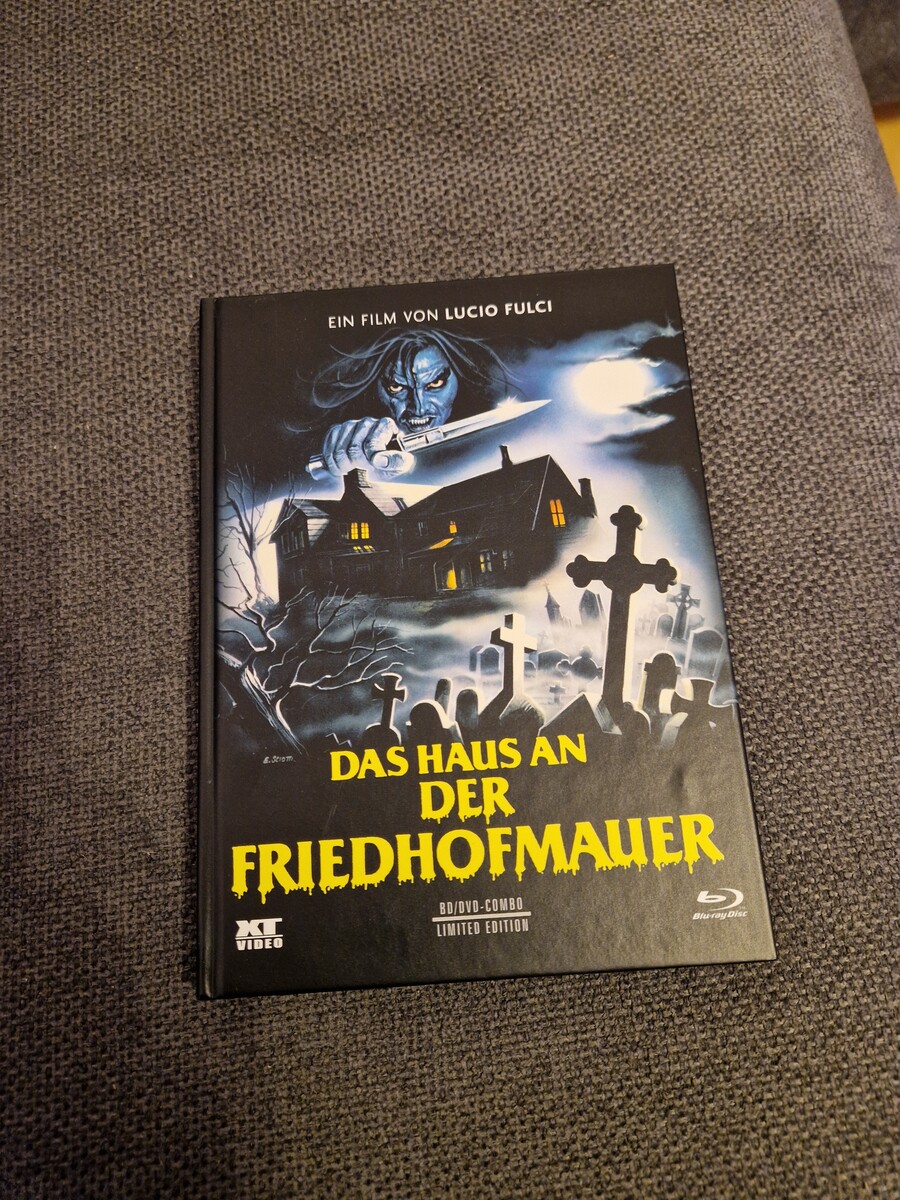 EIN FILM VON LUCIO FULCI
E. Sciotti
DAS HAUS AN
DER
FRIEDHOFMAUER
XT
VIDEO
BD/DVD-COMBO
LIMITED EDITION
Blu-ray Disc